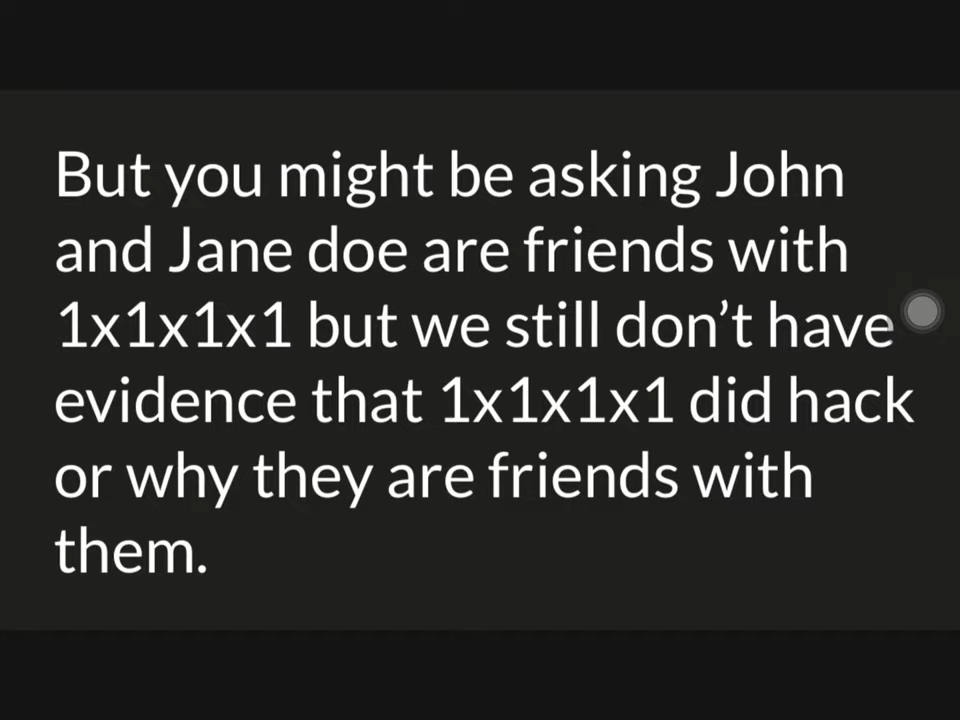 But you might be asking John
and Jane doe are friends with
1x1x1x1 but we still don’t have
evidence that 1x1x1x1 did hack
or why they are friends with
them.